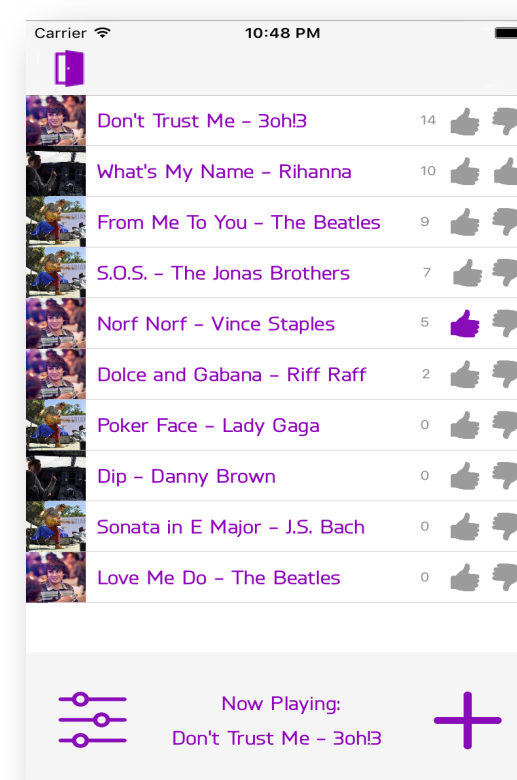 Carrier 10:48 PM
Don't Trust Me - 3oh!3 14
What's My Name - Rihanna 10
From Me To You - The Beatles 9
S.O.S. - The Jonas Brothers 7
Norf Norf - Vince Staples 5
Dolce and Gabana - Riff Raff 2
Poker Face - Lady Gaga 0
Dip - Danny Brown 0
Sonata in E Major - J.S. Bach 0
Love Me Do - The Beatles 0
Now Playing:
Don't Trust Me - 3oh!3